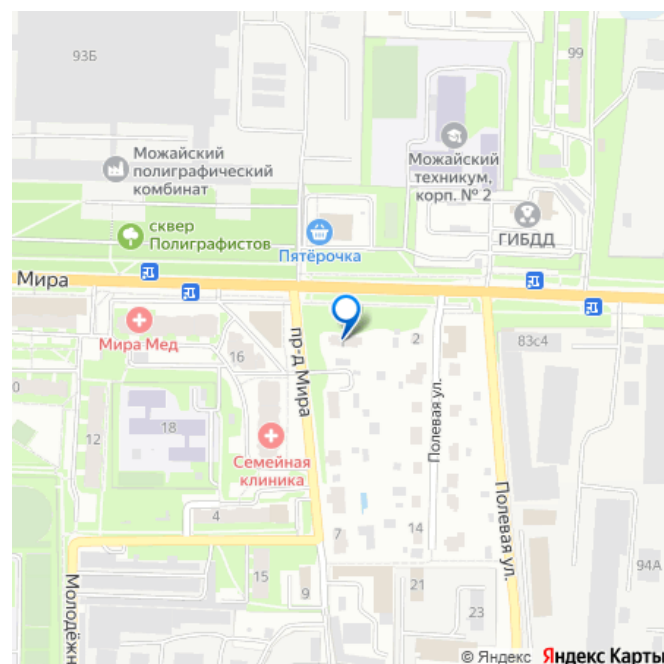 93Б
99
Можайский
полиграфический
комбинат
Можайский
техникум,
корп. № 2
сквер
Полиграфистов
ГИБДД
Пятёрочка
Мира
Мира Мед
16
пр-д Мира
2
83с4
0
12
18
Полевая ул.
Семейная
клиника
4
7
14
Полевая ул.
15
9
21
23
94А
Молодёжн
© Яндекс Яндекс Карты